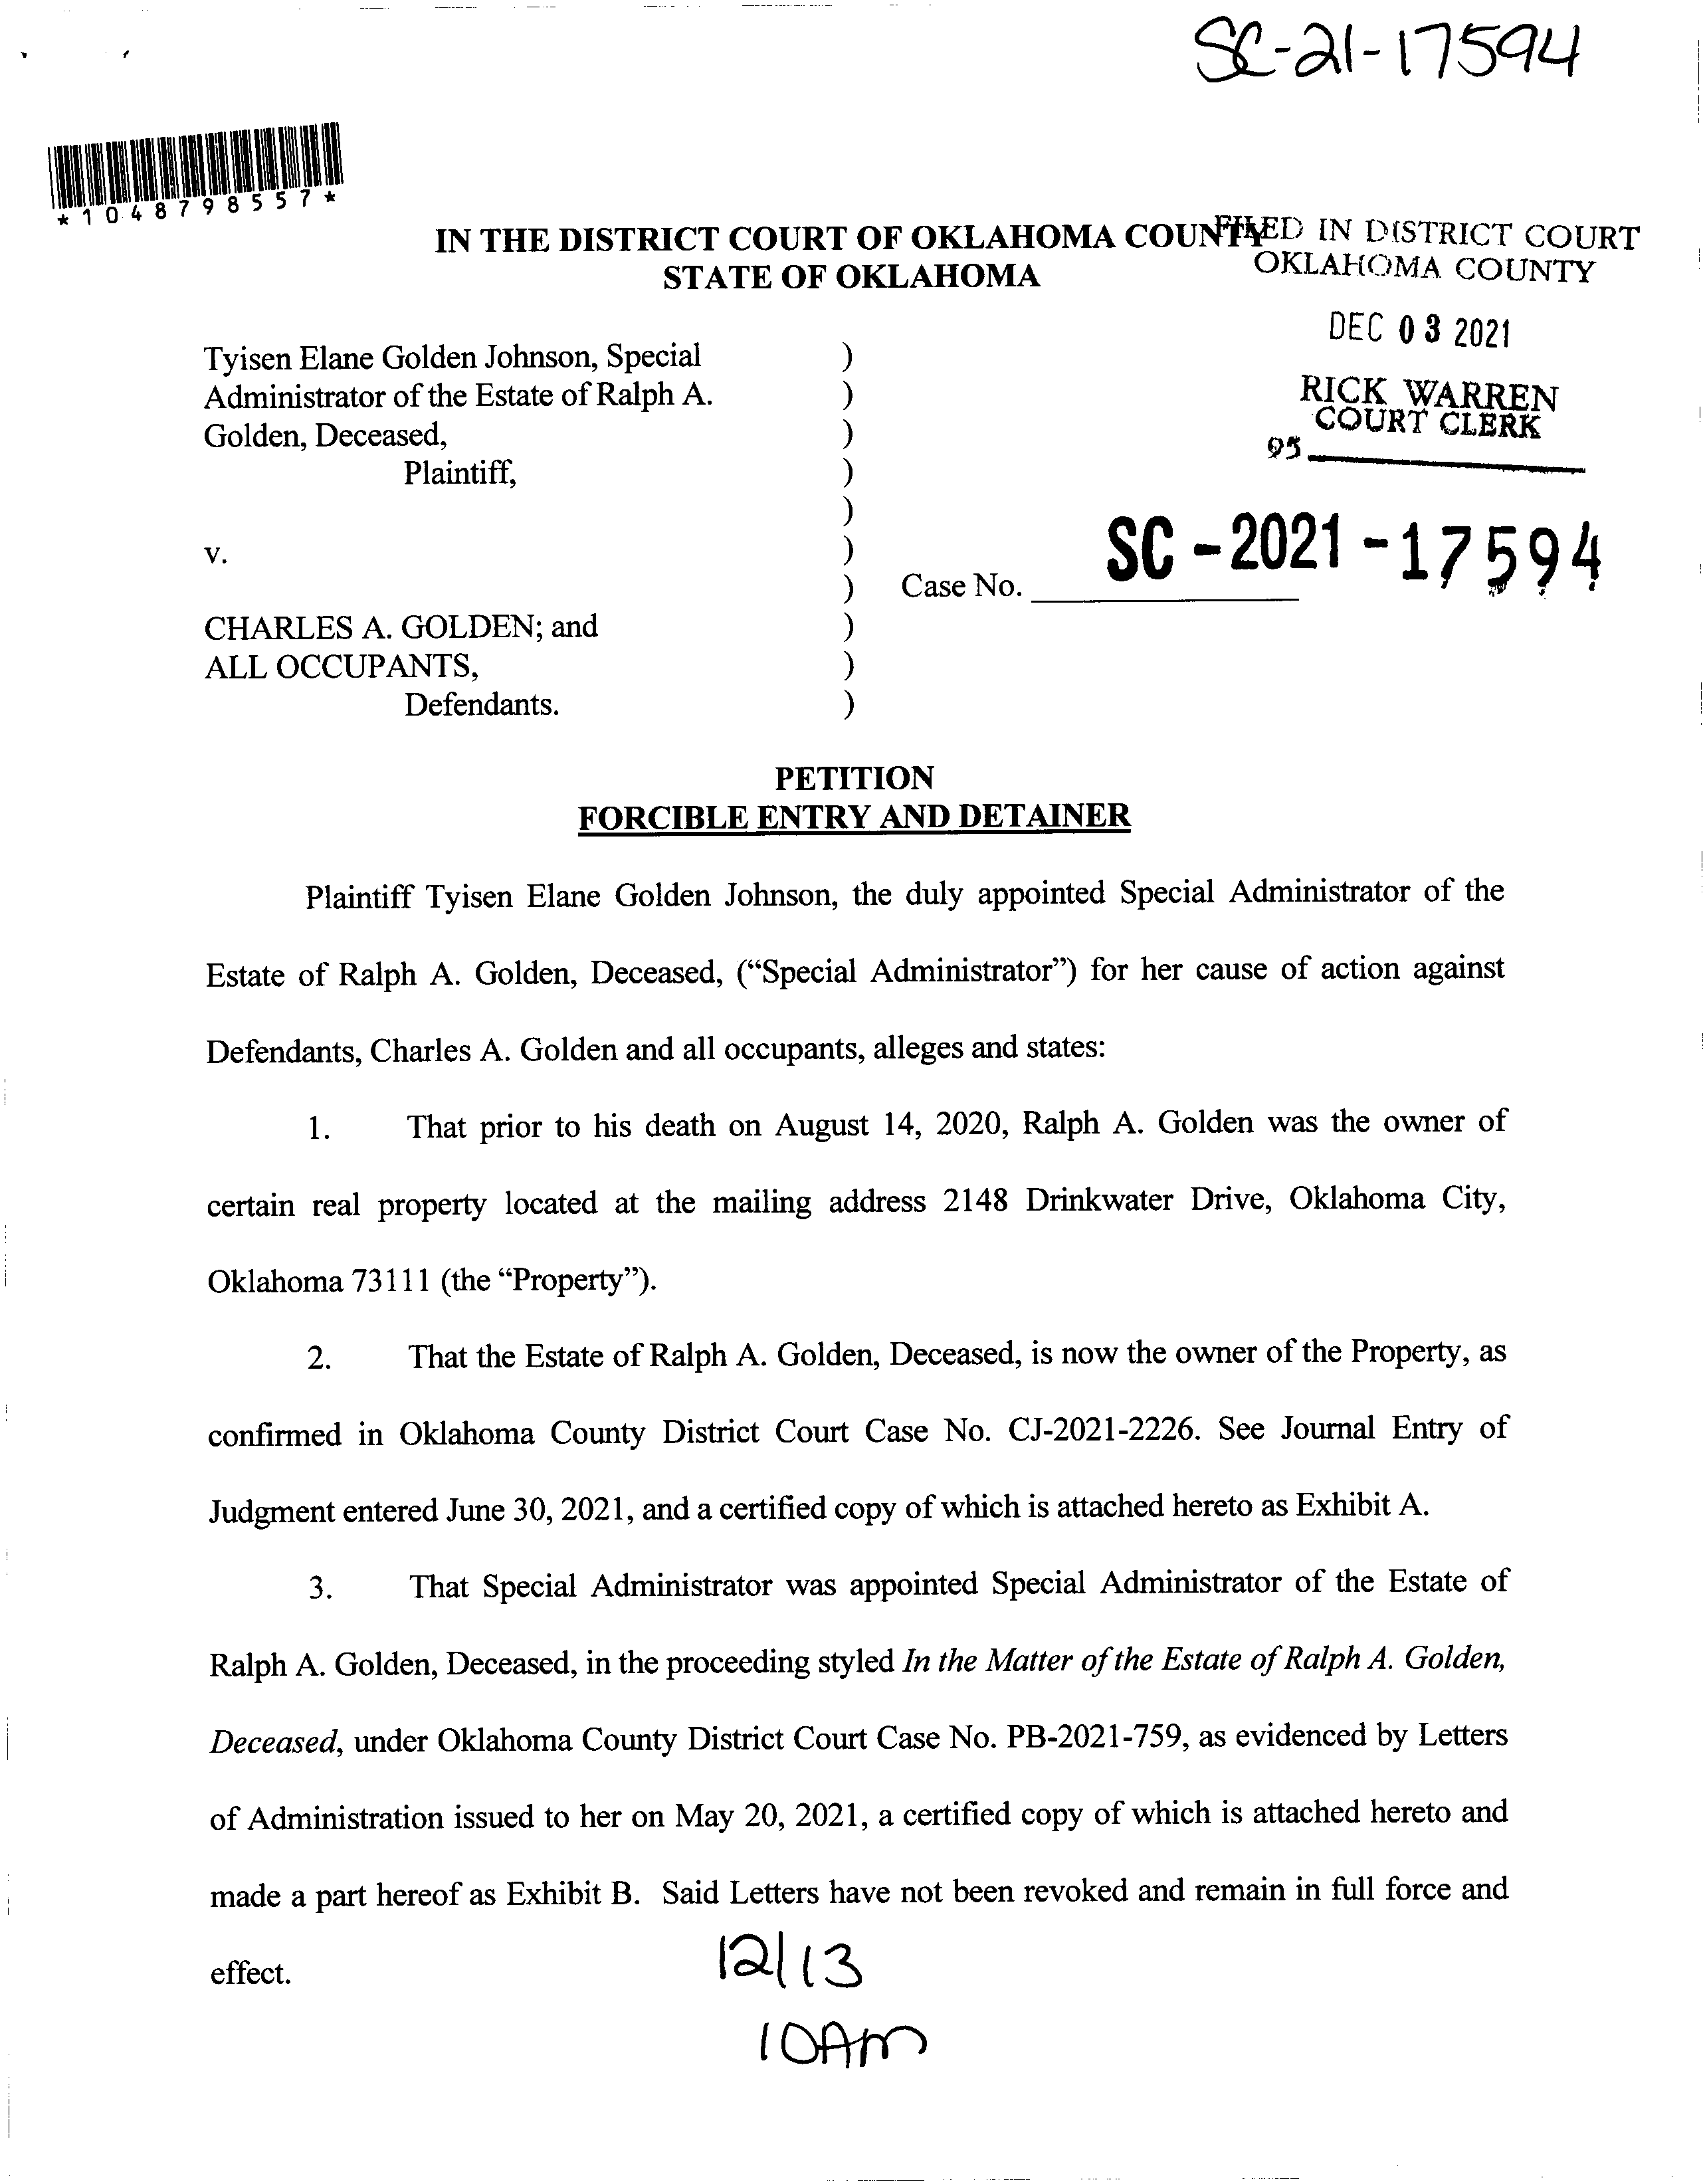 SC-21-17594
*1048798557*
IN THE DISTRICT COURT OF OKLAHOMA COUNTY
STATE OF OKLAHOMA
FILED IN DISTRICT COURT
OKLAHOMA COUNTY
DEC 03 2021
RICK WARREN
COURT CLERK
95
Tyisen Elane Golden Johnson, Special )
Administrator of the Estate of Ralph A. )
Golden, Deceased, )
Plaintiff, )
)
v. )
) Case No. SC-2021-17594
CHARLES A. GOLDEN; and )
ALL OCCUPANTS, )
Defendants. )
PETITION
FORCIBLE ENTRY AND DETAINER
Plaintiff Tyisen Elane Golden Johnson, the duly appointed Special Administrator of the
Estate of Ralph A. Golden, Deceased, (“Special Administrator”) for her cause of action against
Defendants, Charles A. Golden and all occupants, alleges and states:
1. That prior to his death on August 14, 2020, Ralph A. Golden was the owner of
certain real property located at the mailing address 2148 Drinkwater Drive, Oklahoma City,
Oklahoma 73111 (the “Property”).
2. That the Estate of Ralph A. Golden, Deceased, is now the owner of the Property, as
confirmed in Oklahoma County District Court Case No. CJ-2021-2226. See Journal Entry of
Judgment entered June 30, 2021, and a certified copy of which is attached hereto as Exhibit A.
3. That Special Administrator was appointed Special Administrator of the Estate of
Ralph A. Golden, Deceased, in the proceeding styled In the Matter of the Estate of Ralph A. Golden,
Deceased, under Oklahoma County District Court Case No. PB-2021-759, as evidenced by Letters
of Administration issued to her on May 20, 2021, a certified copy of which is attached hereto and
made a part hereof as Exhibit B. Said Letters have not been revoked and remain in full force and
effect.
12/13
10AM